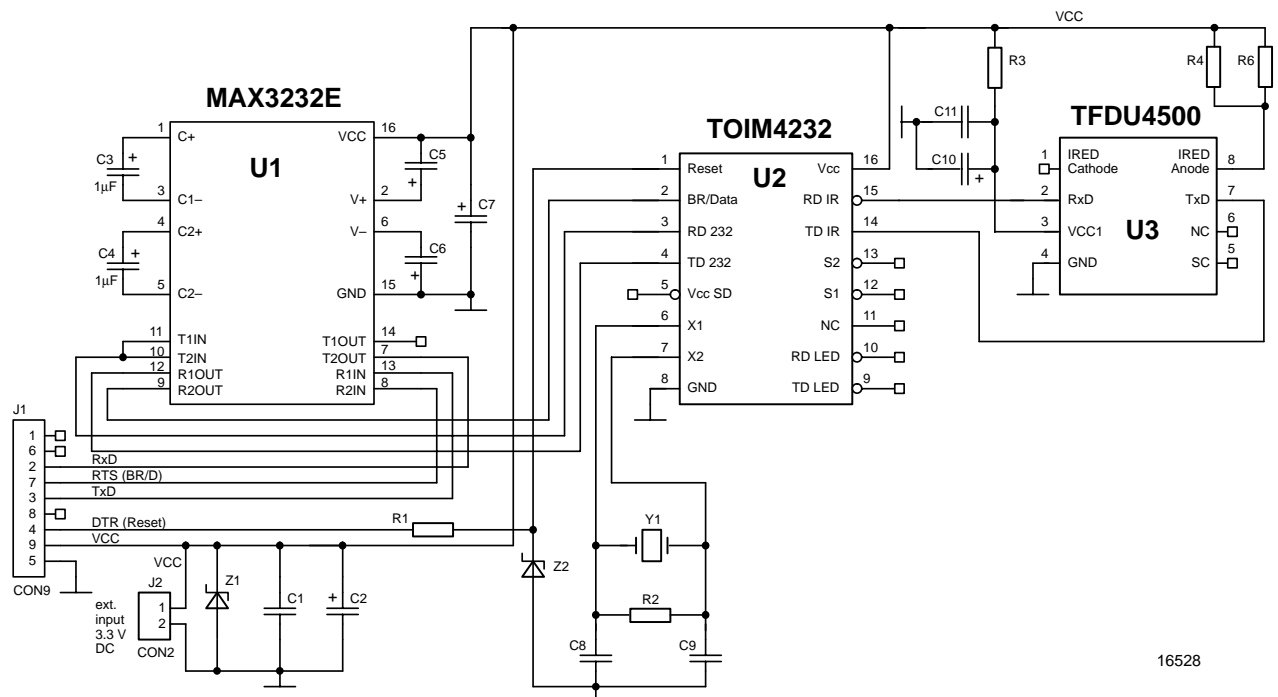 VCC
R3
R4
R6
MAX3232E
TOIM4232
TFDU4500
C11
C10
+
U1
1 C+ VCC 16
C3 + 1µF
C5 +
3 C1– V+ 2
4 C2+ V– 6
C4 + 1µF
C6 +
C7 +
5 C2– GND 15
11 T1IN T1OUT 14
10 T2IN T2OUT 7
12 R1OUT R1IN 13
9 R2OUT R2IN 8
U2
1 Reset Vcc 16
2 BR/Data RD IR 15
3 RD 232 TD IR 14
4 TD 232 S2 13
5 Vcc SD S1 12
6 X1 NC 11
7 X2 RD LED 10
8 GND TD LED 9
U3
1 IRED Cathode IRED Anode 8
2 RxD TxD 7
3 VCC1 NC 6
4 GND SC 5
J1
1
6
2 RxD
7 RTS (BR/D)
3 TxD
8
4 DTR (Reset)
9 VCC
5
CON9
R1
Z2
Y1
R2
C8
C9
VCC
J2
1
2
CON2
ext.
input
3.3 V
DC
Z1
C1
+ C2
16528